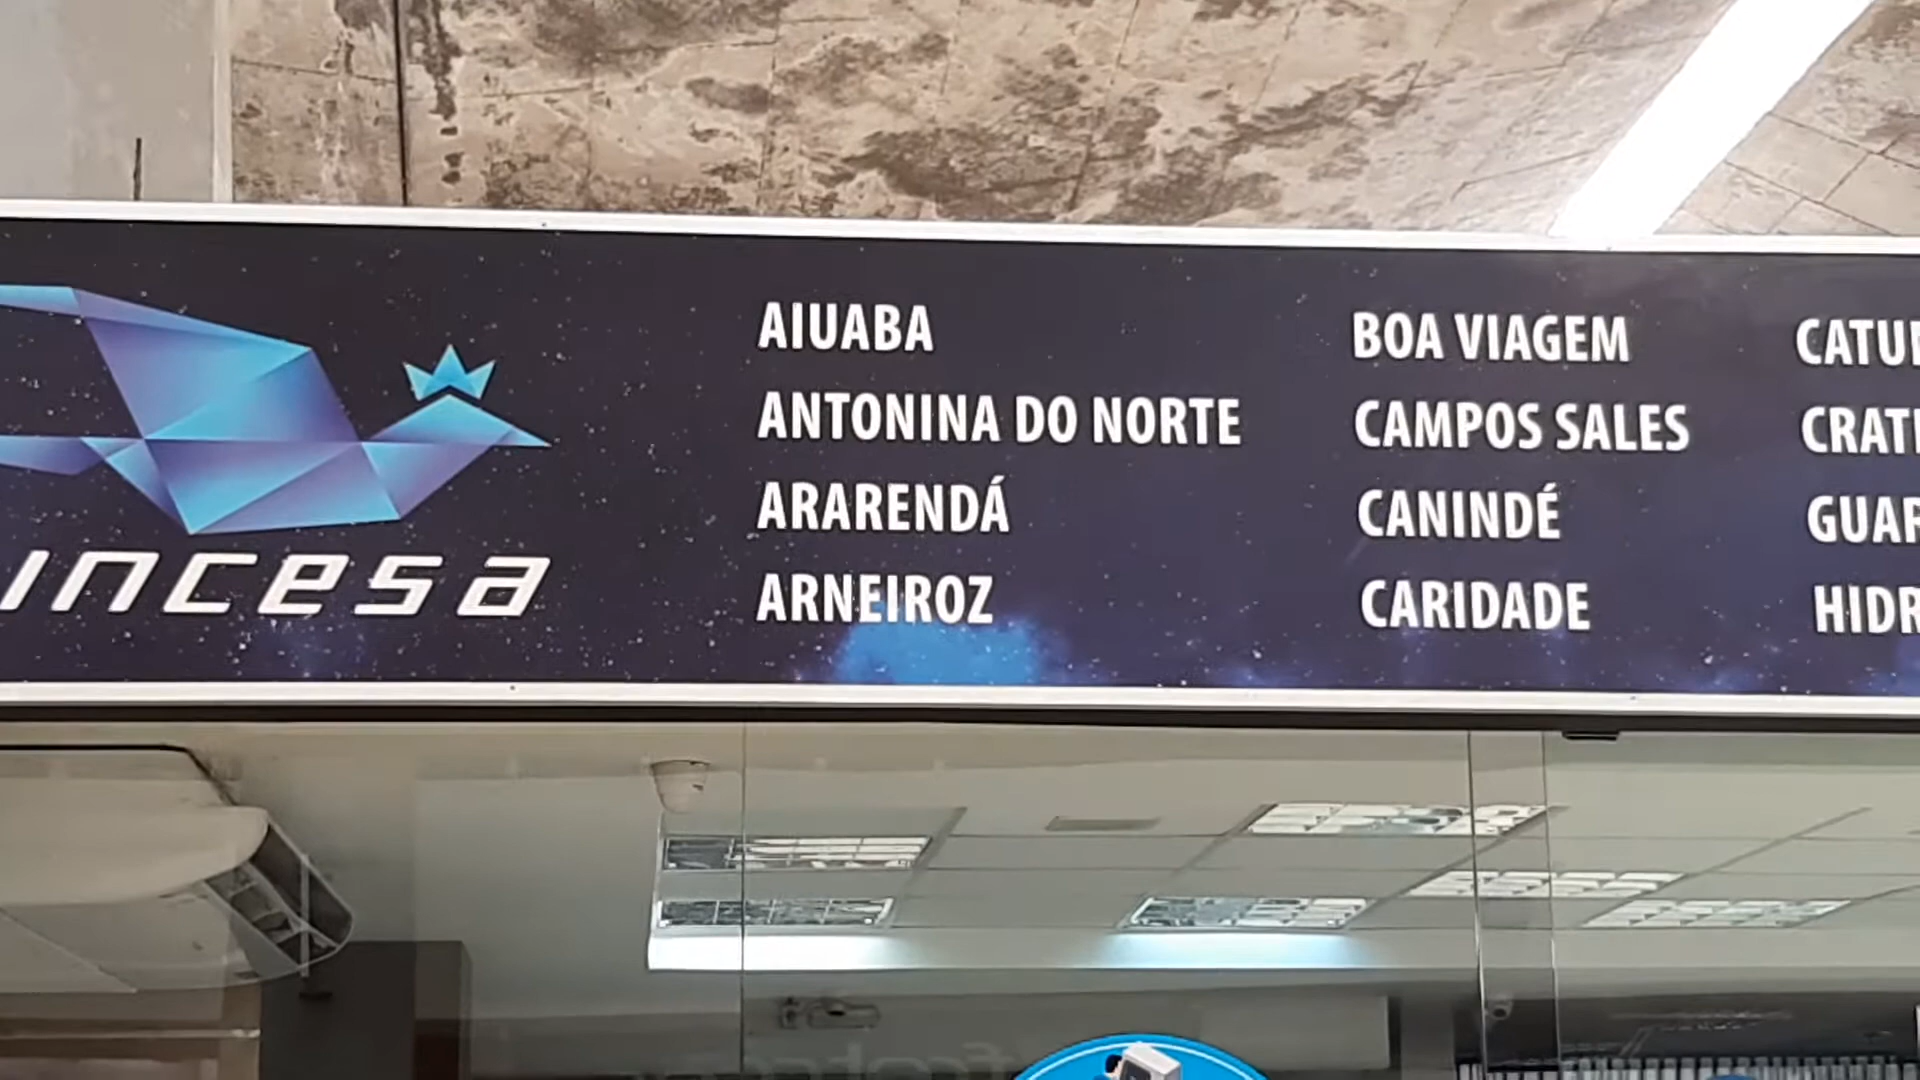 incesa
AIUABA
ANTONINA DO NORTE
ARARENDÁ
ARNEIROZ
BOA VIAGEM
CAMPOS SALES
CANINDÉ
CARIDADE
CATU
CRAT
GUAR
HIDR